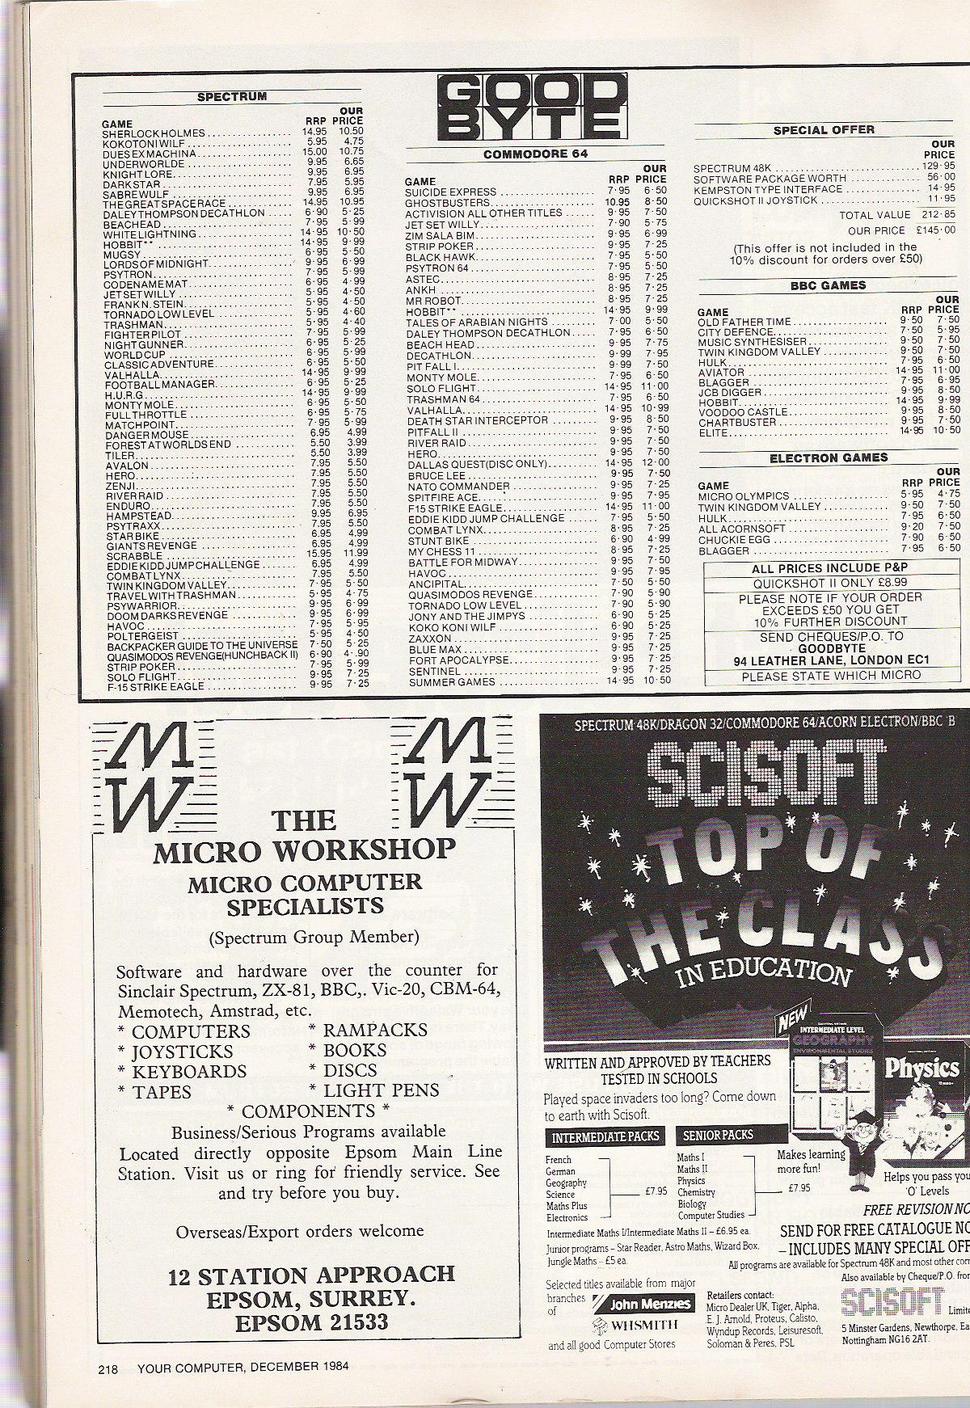 SPECTRUM
GAME RRP OUR PRICE
SHERLOCK HOLMES 14.95 10.50
KOKOTONI WILF 5.95 4.75
DUES EX MACHINA 15.00 10.75
UNDERWORLDE 9.95 6.65
KNIGHT LORE 9.95 6.95
DARK STAR 7.95 5.95
SABRE WULF 9.95 6.95
THE GREAT SPACE RACE 14.95 10.95
DALEY THOMPSON DECATHLON 6·90 5·25
BEACHEAD 7·95 5·99
WHITE LIGHTNING 14·95 10·50
HOBBIT** 14·95 9·99
MUGSY 6·95 5·50
LORDS OF MIDNIGHT 9·95 6·99
PSYTRON 7·95 5·99
CODENAME MAT 6·95 4·99
JET SET WILLY 5·95 4·50
FRANK N. STEIN 5·95 4·50
TORNADO LOW LEVEL 5·95 4·60
TRASHMAN 5·95 4·40
FIGHTER PILOT 7·95 5·99
NIGHT GUNNER 6·95 5·25
WORLD CUP 6·95 5·99
CLASSIC ADVENTURE 6·95 5·50
VALHALLA 14·95 9·99
FOOTBALL MANAGER 6·95 5·25
H.U.R.G 14·95 9·99
MONTY MOLE 6·95 5·50
FULL THROTTLE 6·95 5·75
MATCHPOINT 7·95 5·99
DANGER MOUSE 6.95 4.99
FOREST AT WORLDS END 5.50 3.99
TILER 5.50 3.99
AVALON 7.95 5.50
HERO 7.95 5.50
ZENJI 7.95 5.50
RIVER RAID 7.95 5.50
ENDURO 7.95 5.50
HAMPSTEAD 9.95 6.95
PSYTRAXX 7.95 5.50
STAR BIKE 6.95 4.99
GIANTS REVENGE 6.95 4.99
SCRABBLE 15.95 11.99
EDDIE KIDD JUMP CHALLENGE 6.95 4.99
COMBAT LYNX 7.95 5.50
TWIN KINGDOM VALLEY 7·95 5·50
TRAVEL WITH TRASHMAN 5·95 4·75
PSYWARRIOR 9·95 6·99
DOOM DARKS REVENGE 9·95 6·99
HAVOC 7·95 5·95
POLTERGEIST 5·95 4·50
BACKPACKER GUIDE TO THE UNIVERSE 7·50 5·25
QUASIMODOS REVENGE (HUNCHBACK II) 6·90 4·.90
STRIP POKER 7·95 5·99
SOLO FLIGHT 9·95 7·25
F-15 STRIKE EAGLE 9·95 7·25
GOOD
BYTE
COMMODORE 64
GAME RRP OUR PRICE
SUICIDE EXPRESS 7·95 6·50
GHOSTBUSTERS 10.95 8·50
ACTIVISION ALL OTHER TITLES 9·95 7·50
JET SET WILLY 7·90 5·75
ZIM SALA BIM 9·95 6·99
STRIP POKER 9·95 7·25
BLACK HAWK 7·95 5·50
PSYTRON 64 7·95 5·50
ASTEC 8·95 7·25
ANKH 8·95 7·25
MR ROBOT 8·95 7·25
HOBBIT** 14·95 9·99
TALES OF ARABIAN NIGHTS 7·00 5·50
DALEY THOMPSON DECATHLON 7·95 6·50
BEACH HEAD 9·95 7·75
DECATHLON 9·99 7·95
PIT FALL I 9·99 7·50
MONTY MOLE 7·95 6·50
SOLO FLIGHT 14·95 11·00
TRASHMAN 64 7·95 6·50
VALHALLA 14·95 10·99
DEATH STAR INTERCEPTOR 9·95 8·50
PITFALL II 9·95 7·50
RIVER RAID 9·95 7·50
HERO 9·95 7·50
DALLAS QUEST (DISC ONLY) 14·95 12·00
BRUCE LEE 9·95 7·50
NATO COMMANDER 9·95 7·25
SPITFIRE ACE 9·95 7·95
F15 STRIKE EAGLE 14·95 11·00
EDDIE KIDD JUMP CHALLENGE 7·95 5·50
COMBAT LYNX 8·95 7·25
STUNT BIKE 6·90 4·99
MY CHESS 11 8·95 7·25
BATTLE FOR MIDWAY 9·95 7·50
HAVOC 9·95 7·95
ANCIPITAL 7·50 5·50
QUASIMODOS REVENGE 7·90 5·90
TORNADO LOW LEVEL 7·90 5·90
JONY AND THE JIMPYS 6·90 5·25
KOKO KONI WILF 6·90 5·25
ZAXXON 9·95 7·25
BLUE MAX 9·95 7·25
FORT APOCALYPSE 9·95 7·25
SENTINEL 9·95 7·25
SUMMER GAMES 14·95 10·50
SPECIAL OFFER
OUR PRICE
SPECTRUM 48K 129·95
SOFTWARE PACKAGE WORTH 56·00
KEMPSTON TYPE INTERFACE 14·95
QUICKSHOT II JOYSTICK 11·95
TOTAL VALUE 212·85
OUR PRICE £145·00
(This offer is not included in the
10% discount for orders over £50)
BBC GAMES
GAME RRP OUR PRICE
OLD FATHER TIME 9·50 7·50
CITY DEFENCE 7·50 5·95
MUSIC SYNTHESISER 9·50 7·50
TWIN KINGDOM VALLEY 9·50 7·50
HULK 7·95 6·50
AVIATOR 14·95 11·00
BLAGGER 7·95 6·95
JCB DIGGER 9·95 8·50
HOBBIT 14·95 9·99
VOODOO CASTLE 9·95 8·50
CHARTBUSTER 9·95 7·50
ELITE 14·95 10·50
ELECTRON GAMES
GAME RRP OUR PRICE
MICRO OLYMPICS 5·95 4·75
TWIN KINGDOM VALLEY 9·50 7·50
HULK 7·95 6·50
ALL ACORNSOFT 9·20 7·50
CHUCKIE EGG 7·90 6·50
BLAGGER 7·95 6·50
ALL PRICES INCLUDE P&P
QUICKSHOT II ONLY £8.99
PLEASE NOTE IF YOUR ORDER
EXCEEDS £50 YOU GET
10% FURTHER DISCOUNT
SEND CHEQUES/P.O. TO
GOODBYTE
94 LEATHER LANE, LONDON EC1
PLEASE STATE WHICH MICRO
MW MW
THE
MICRO WORKSHOP
MICRO COMPUTER
SPECIALISTS
(Spectrum Group Member)
Software and hardware over the counter for
Sinclair Spectrum, ZX-81, BBC,. Vic-20, CBM-64,
Memotech, Amstrad, etc.
* COMPUTERS * RAMPACKS
* JOYSTICKS * BOOKS
* KEYBOARDS * DISCS
* TAPES * LIGHT PENS
* COMPONENTS *
Business/Serious Programs available
Located directly opposite Epsom Main Line
Station. Visit us or ring for friendly service. See
and try before you buy.
Overseas/Export orders welcome
12 STATION APPROACH
EPSOM, SURREY.
EPSOM 21533
SPECTRUM 48K/DRAGON 32/COMMODORE 64/ACORN ELECTRON/BBC 'B
SCISOFT
TOP OF
THE CLASS
IN EDUCATION
NEW
INTERMEDIATE LEVEL
GEOGRAPHY
ENVIRONMENTAL STUDIES
Physics
WRITTEN AND APPROVED BY TEACHERS
TESTED IN SCHOOLS
Played space invaders too long? Come down
to earth with Scisoft.
INTERMEDIATE PACKS
French
German
Geography
Science
Maths Plus
Electronics
£7.95
SENIOR PACKS
Maths I
Maths II
Physics
Chemistry
Biology
Computer Studies
£7.95
Makes learning
more fun!
Helps you pass you
'O' Levels
FREE REVISION NO
Intermediate Maths I/Intermediate Maths II – £6.95 ea.
Junior programs – Star Reader, Astro Maths, Wizard Box,
Jungle Maths – £5 ea.
SEND FOR FREE CATALOGUE NO
– INCLUDES MANY SPECIAL OFF
All programs are available for Spectrum 48K and most other com
Selected titles available from major
branches
of
John Menzies
WHSMITH
and all good Computer Stores
Retailers contact:
Micro Dealer UK, Tiger, Alpha,
E. J. Arnold, Proteus, Calisto,
Wyndup Records, Leisuresoft,
Soloman & Peres, PSL
Also available by Cheque/P.O. from
SCISOFT Limite
5 Minster Gardens, Newthorpe, Ea
Nottingham NG16 2AT.
218 YOUR COMPUTER, DECEMBER 1984